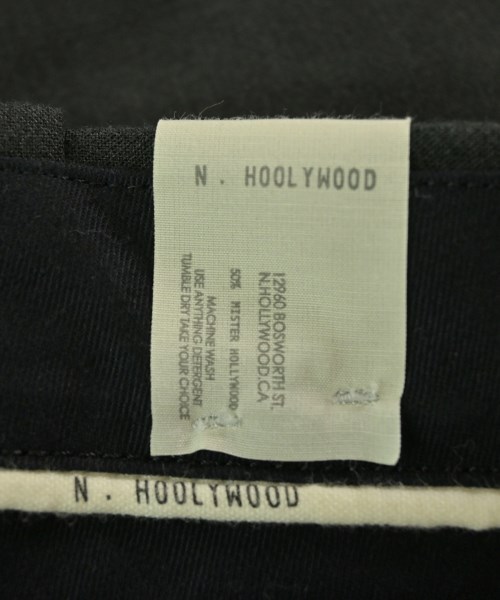 N . HOOLYWOOD
12960 BOSWORTH ST.
N.HOLLYWOOD.CA
50% MISTER HOLLYWOOD
MACHINE WASH
USE ANYTHING DETERGENT
TUMBLE DRY TAKE YOUR CHOICE
N . HOOLYWOOD